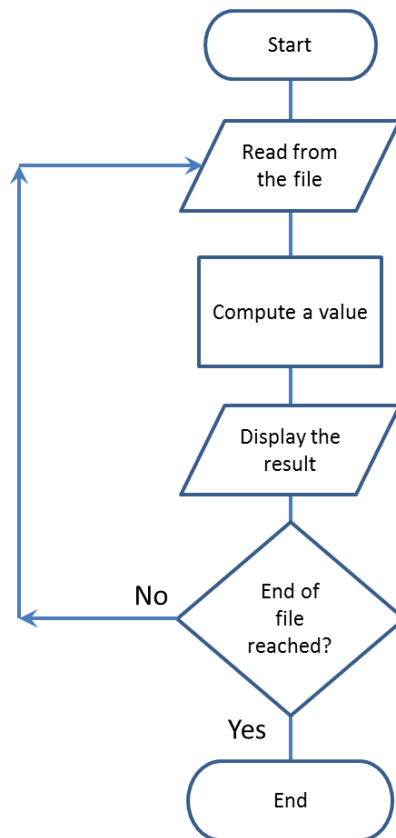 Start
Read from
the file
Compute a value
Display the
result
No
End of
file
reached?
Yes
End